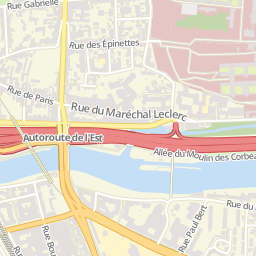 Rue Gabrielle
Rue des Épinettes
Rue de Paris
Rue du Maréchal Leclerc
Autoroute de l'Est
Allée du Moulin des Corbea
Rue du
Rue Paul Bert
Rue Bou